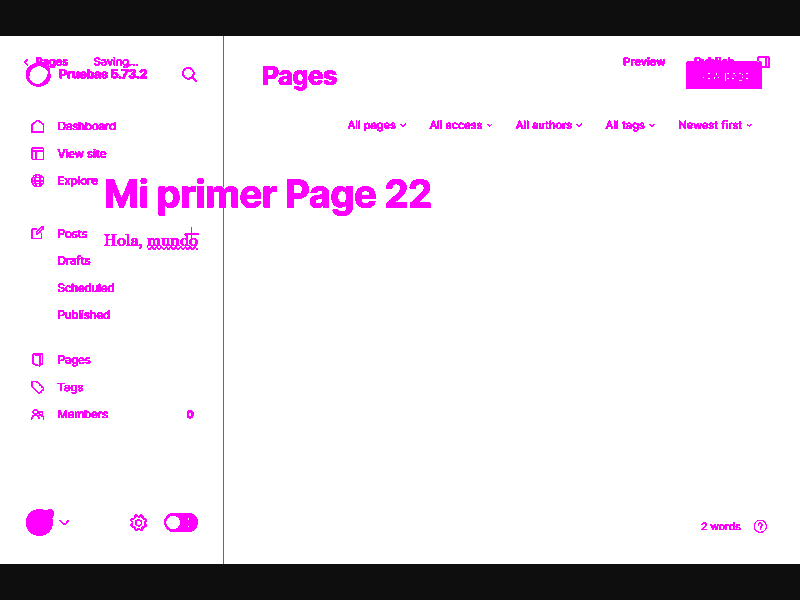 Pages Saving... Preview Publish
Pruebas 5.73.2 Pages New page
Dashboard All pages All access All authors All tags Newest first
View site
Explore
Mi primer Page 22
Posts
Hola, mundo
Drafts
Scheduled
Published
Pages
Tags
Members 0
2 words